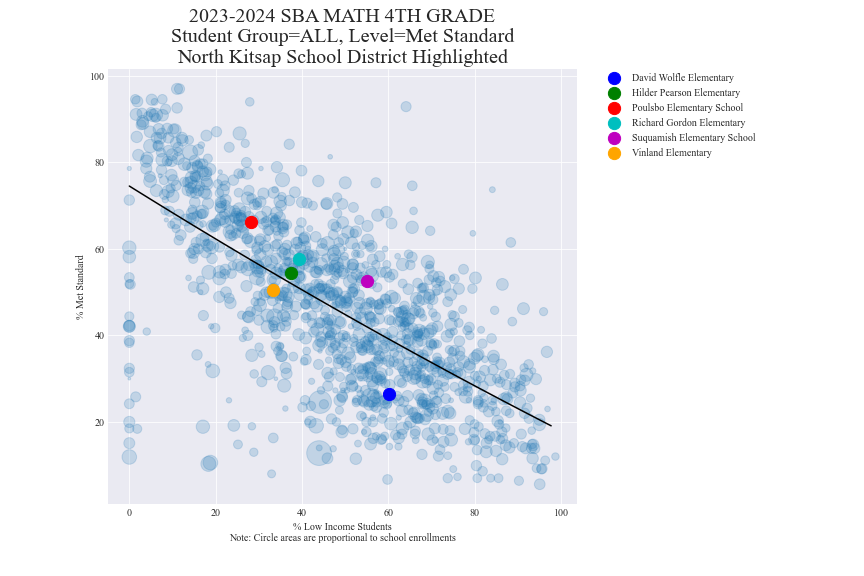 2023-2024 SBA MATH 4TH GRADE
Student Group=ALL, Level=Met Standard
North Kitsap School District Highlighted
David Wolfle Elementary
Hilder Pearson Elementary
Poulsbo Elementary School
Richard Gordon Elementary
Suquamish Elementary School
Vinland Elementary
% Met Standard
100
80
60
40
20
0 20 40 60 80 100
% Low Income Students
Note: Circle areas are proportional to school enrollments